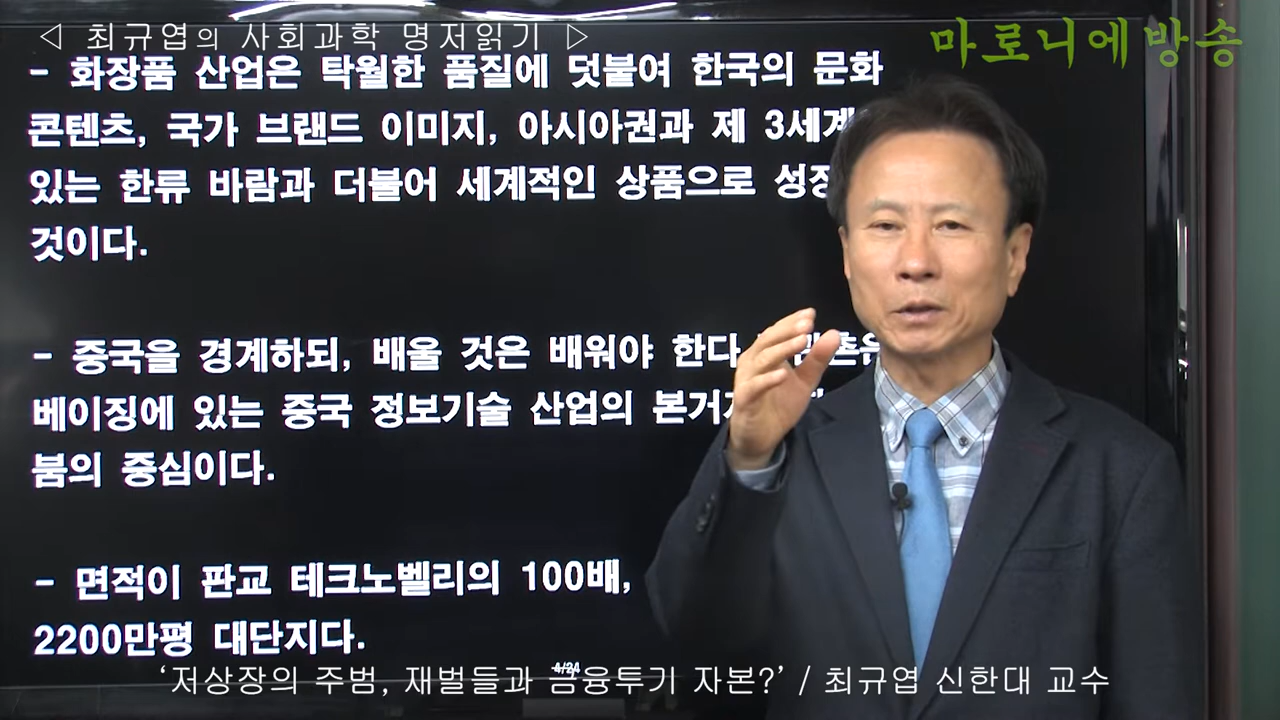 ◁ 최규엽의 사회과학 명저읽기 ▷
마로니에방송
- 화장품 산업은 탁월한 품질에 덧붙여 한국의 문화
콘텐츠, 국가 브랜드 이미지, 아시아권과 제 3세계
있는 한류 바람과 더불어 세계적인 상품으로 성장
것이다.
- 중국을 경계하되, 배울 것은 배워야 한다.
베이징에 있는 중국 정보기술 산업의
붐의 중심이다.
- 면적이 판교 테크노벨리의 100배,
2200만평 대단지다.
4/24
‘저상장의 주범, 재벌들과 금융투기 자본?’ / 최규엽 신한대 교수